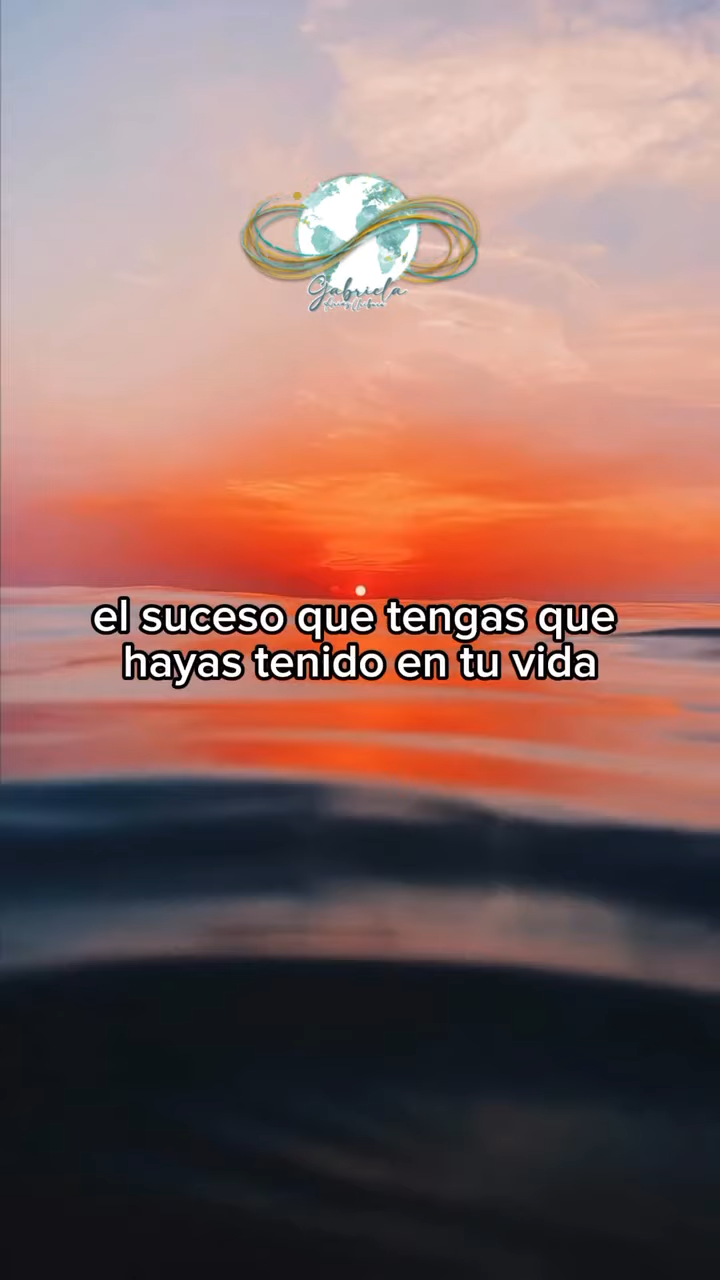 Gabriela
el suceso que tengas que
hayas tenido en tu vida